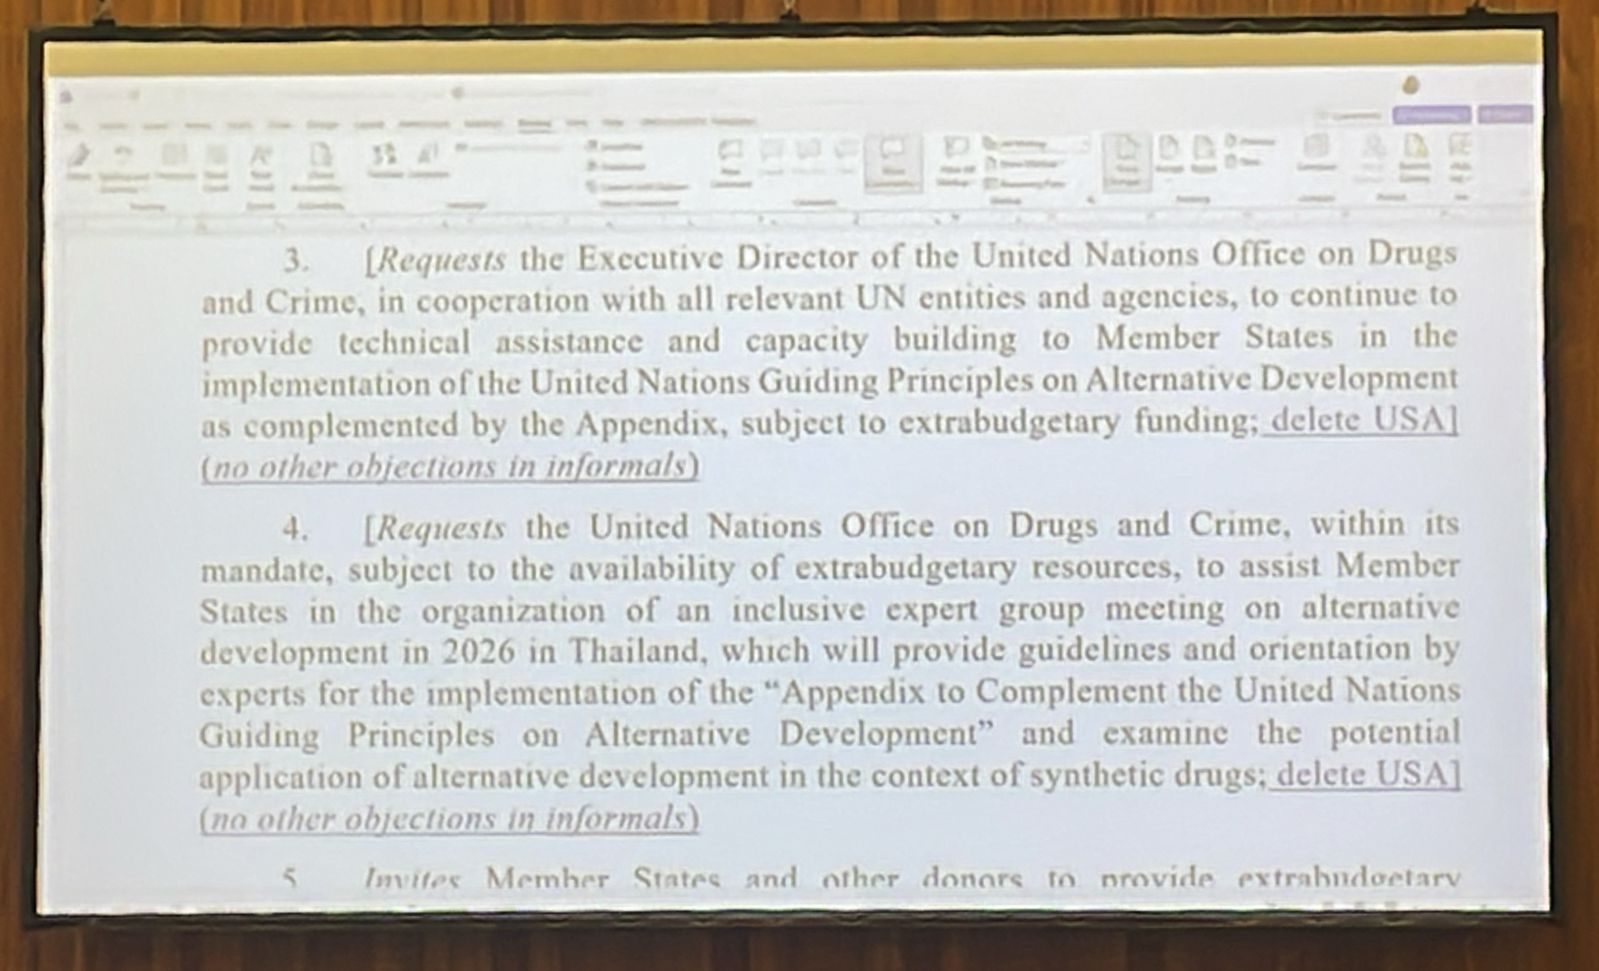 3. [Requests the Executive Director of the United Nations Office on Drugs
and Crime, in cooperation with all relevant UN entities and agencies, to continue to
provide technical assistance and capacity building to Member States in the
implementation of the United Nations Guiding Principles on Alternative Development
as complemented by the Appendix, subject to extrabudgetary funding; delete USA]
(no other objections in informals)
4. [Requests the United Nations Office on Drugs and Crime, within its
mandate, subject to the availability of extrabudgetary resources, to assist Member
States in the organization of an inclusive expert group meeting on alternative
development in 2026 in Thailand, which will provide guidelines and orientation by
experts for the implementation of the “Appendix to Complement the United Nations
Guiding Principles on Alternative Development” and examine the potential
application of alternative development in the context of synthetic drugs; delete USA]
(no other objections in informals)
5 Invites Member States and other donors to provide extrabudgetary